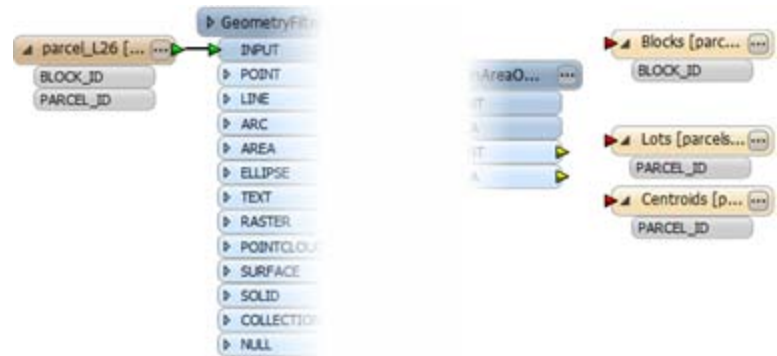 parcel_L26 [...
BLOCK_ID
PARCEL_ID
INPUT
POINT
LINE
ARC
AREA
ELLIPSE
TEXT
RASTER
SURFACE
SOLID
NULL
Blocks [parc...
BLOCK_ID
Lots [parcels...
PARCEL_ID
Centroids [p...
PARCEL_ID